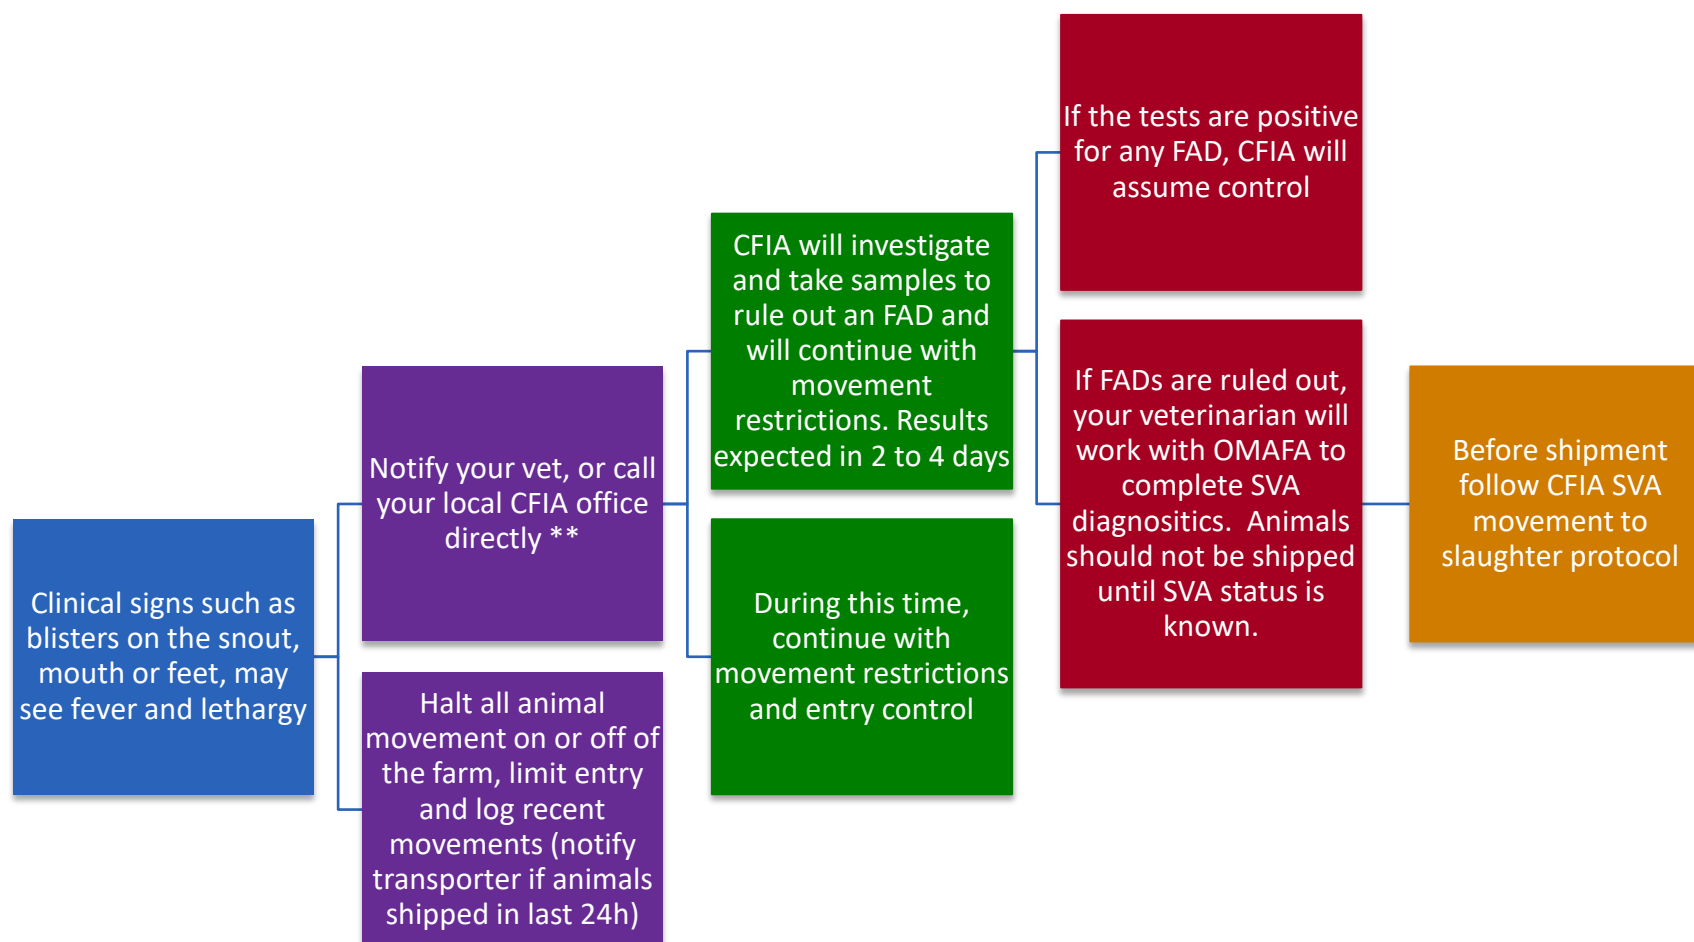 Clinical signs such as
blisters on the snout,
mouth or feet, may
see fever and lethargy
Notify your vet, or call
your local CFIA office
directly **
Halt all animal
movement on or off of
the farm, limit entry
and log recent
movements (notify
transporter if animals
shipped in last 24h)
CFIA will investigate
and take samples to
rule out an FAD and
will continue with
movement
restrictions. Results
expected in 2 to 4 days
During this time,
continue with
movement restrictions
and entry control
If the tests are positive
for any FAD, CFIA will
assume control
If FADs are ruled out,
your veterinarian will
work with OMAFA to
complete SVA
diagnositics.  Animals
should not be shipped
until SVA status is
known.
Before shipment
follow CFIA SVA
movement to
slaughter protocol